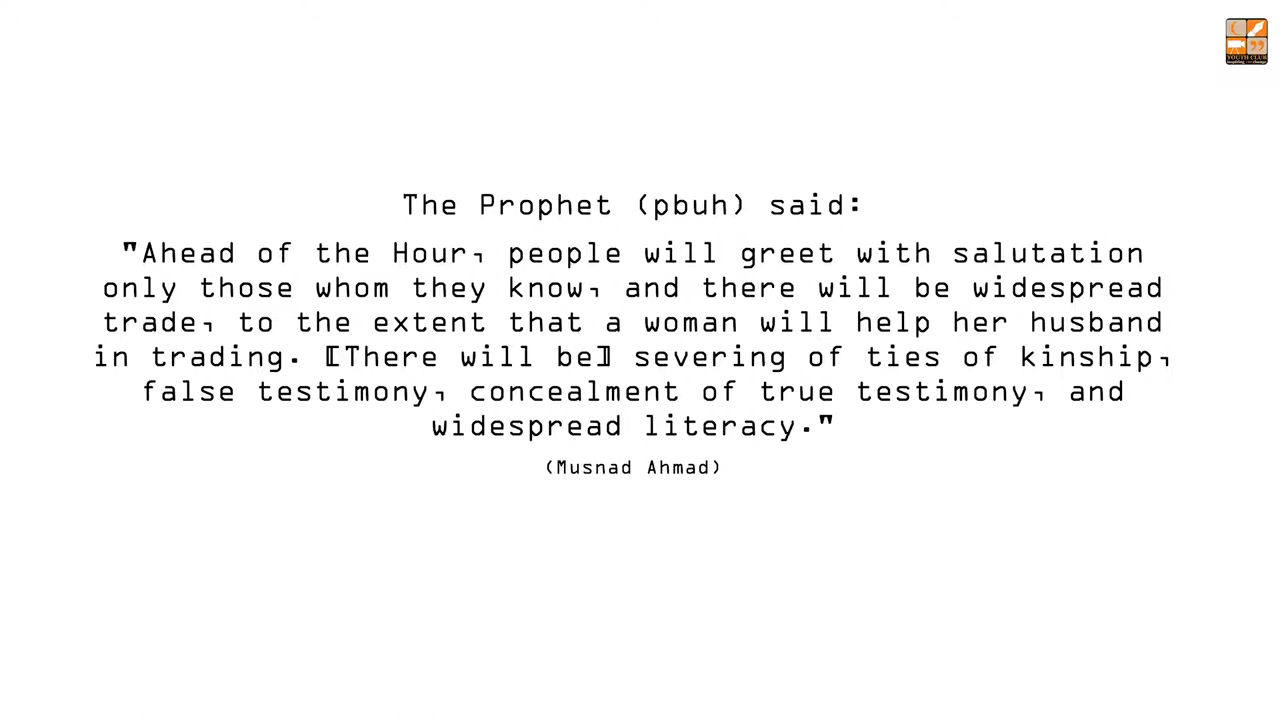 The Prophet (pbuh) said:
"Ahead of the Hour, people will greet with salutation
only those whom they know, and there will be widespread
trade, to the extent that a woman will help her husband
in trading. [There will be] severing of ties of kinship,
false testimony, concealment of true testimony, and
widespread literacy."
(Musnad Ahmad)
YOUTH CLUB